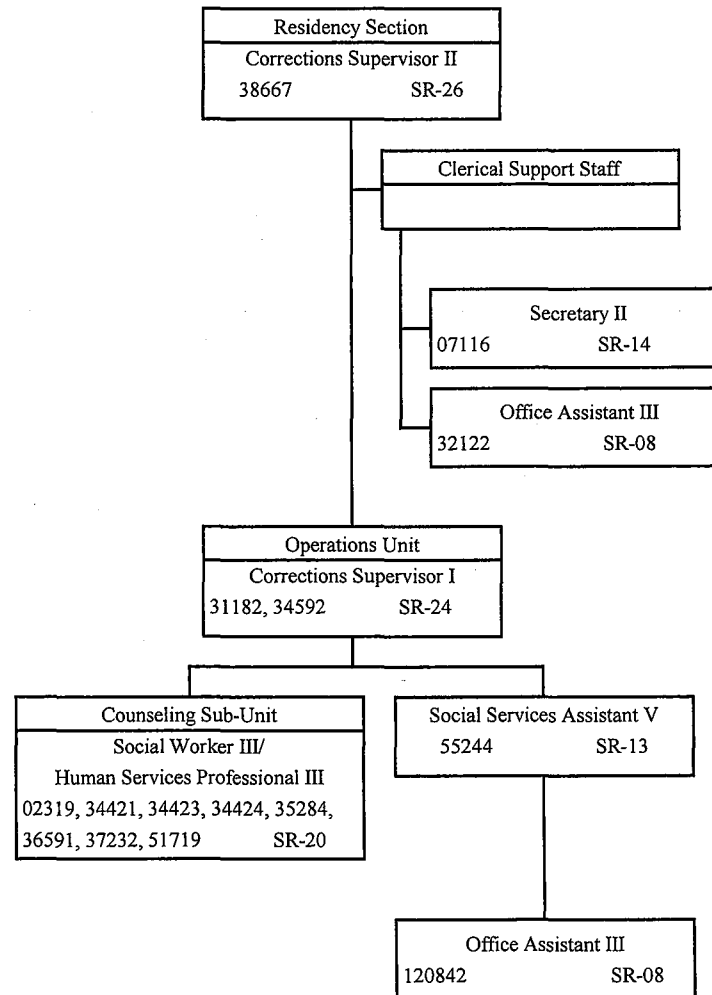 Residency Section
Corrections Supervisor II
38667 SR-26
Clerical Support Staff
Secretary II
07116 SR-14
Office Assistant III
32122 SR-08
Operations Unit
Corrections Supervisor I
31182, 34592 SR-24
Counseling Sub-Unit
Social Worker III/
Human Services Professional III
02319, 34421, 34423, 34424, 35284,
36591, 37232, 51719 SR-20
Social Services Assistant V
55244 SR-13
Office Assistant III
120842 SR-08